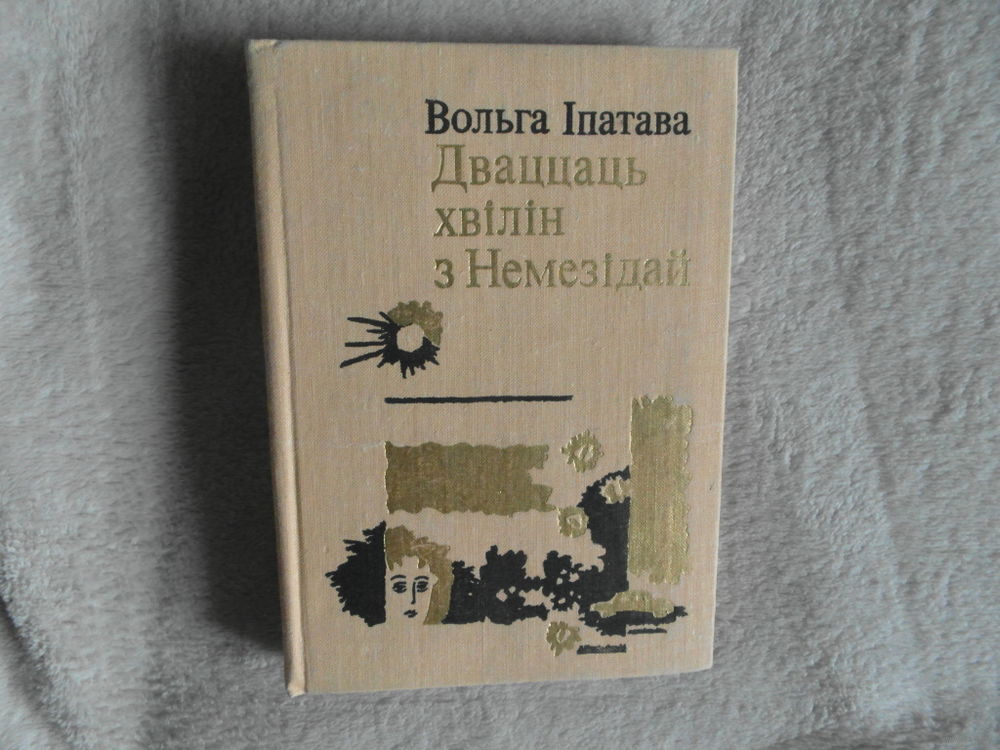 Вольга Іпатава
Дваццаць
хвілін
з Немезідай